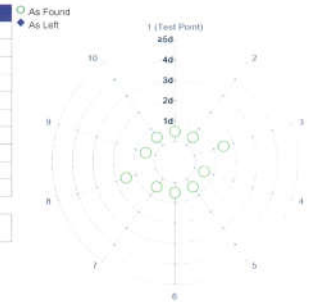 As Found
As Left
1 (Test Point)
≥5d
4d
3d
2d
1d
10
2
9
3
8
4
7
5
6